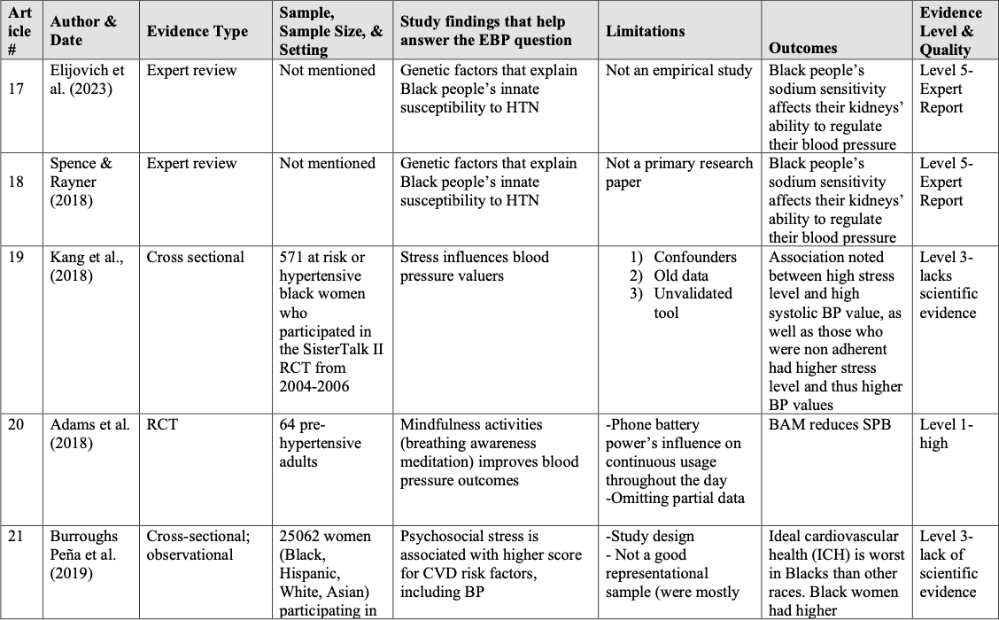 Art
icle
#
Author &
Date
Evidence Type
Sample,
Sample Size, &
Setting
Study findings that help
answer the EBP question
Limitations
Outcomes
Evidence
Level &
Quality
17
Elijovich et
al. (2023)
Expert review
Not mentioned
Genetic factors that explain
Black people’s innate
susceptibility to HTN
Not an empirical study
Black people’s
sodium sensitivity
affects their kidneys’
ability to regulate
their blood pressure
Level 5-
Expert
Report
18
Spence &
Rayner
(2018)
Expert review
Not mentioned
Genetic factors that explain
Black people’s innate
susceptibility to HTN
Not a primary research
paper
Black people’s
sodium sensitivity
affects their kidneys’
ability to regulate
their blood pressure
Level 5-
Expert
Report
19
Kang et al.,
(2018)
Cross sectional
571 at risk or
hypertensive
black women
who
participated in
the SisterTalk II
RCT from
2004-2006
Stress influences blood
pressure valuers
1) Confounders
2) Old data
3) Unvalidated
tool
Association noted
between high stress
level and high
systolic BP value, as
well as those who
were non adherent
had higher stress
level and thus higher
BP values
Level 3-
lacks
scientific
evidence
20
Adams et al.
(2018)
RCT
64 pre-
hypertensive
adults
Mindfulness activities
(breathing awareness
meditation) improves blood
pressure outcomes
-Phone battery
power’s influence on
continuous usage
throughout the day
-Omitting partial data
BAM reduces SPB
Level 1-
high
21
Burroughs
Peña et al.
(2019)
Cross-sectional;
observational
25062 women
(Black,
Hispanic,
White, Asian)
participating in
Psychosocial stress is
associated with higher score
for CVD risk factors,
including BP
-Study design
- Not a good
representational
sample (were mostly
Ideal cardiovascular
health (ICH) is worst
in Blacks than other
races. Black women
had higher
Level 3-
lack of
scientific
evidence